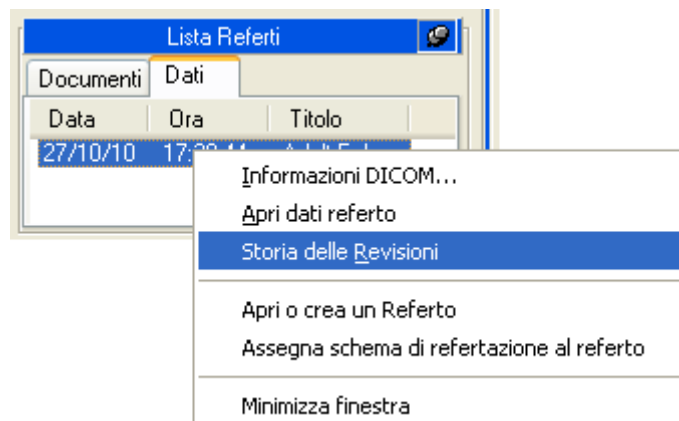 Lista Referti
Documenti Dati
Data Ora Titolo
27/10/10
Informazioni DICOM...
Apri dati referto
Storia delle Revisioni
Apri o crea un Referto
Assegna schema di refertazione al referto
Minimizza finestra